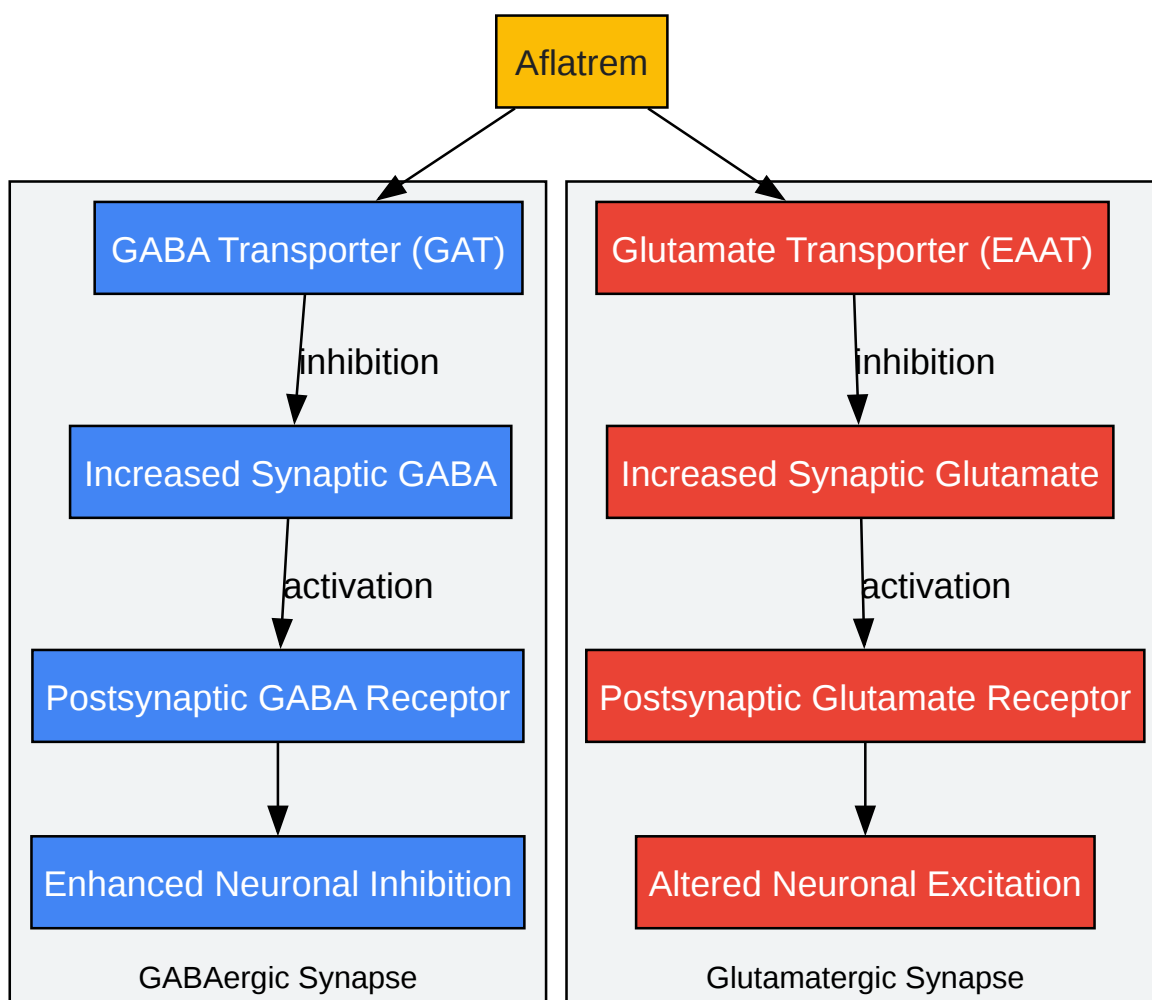 Aflatrem
GABA Transporter (GAT)
inhibition
Increased Synaptic GABA
activation
Postsynaptic GABA Receptor
Enhanced Neuronal Inhibition
GABAergic Synapse
Glutamate Transporter (EAAT)
inhibition
Increased Synaptic Glutamate
activation
Postsynaptic Glutamate Receptor
Altered Neuronal Excitation
Glutamatergic Synapse